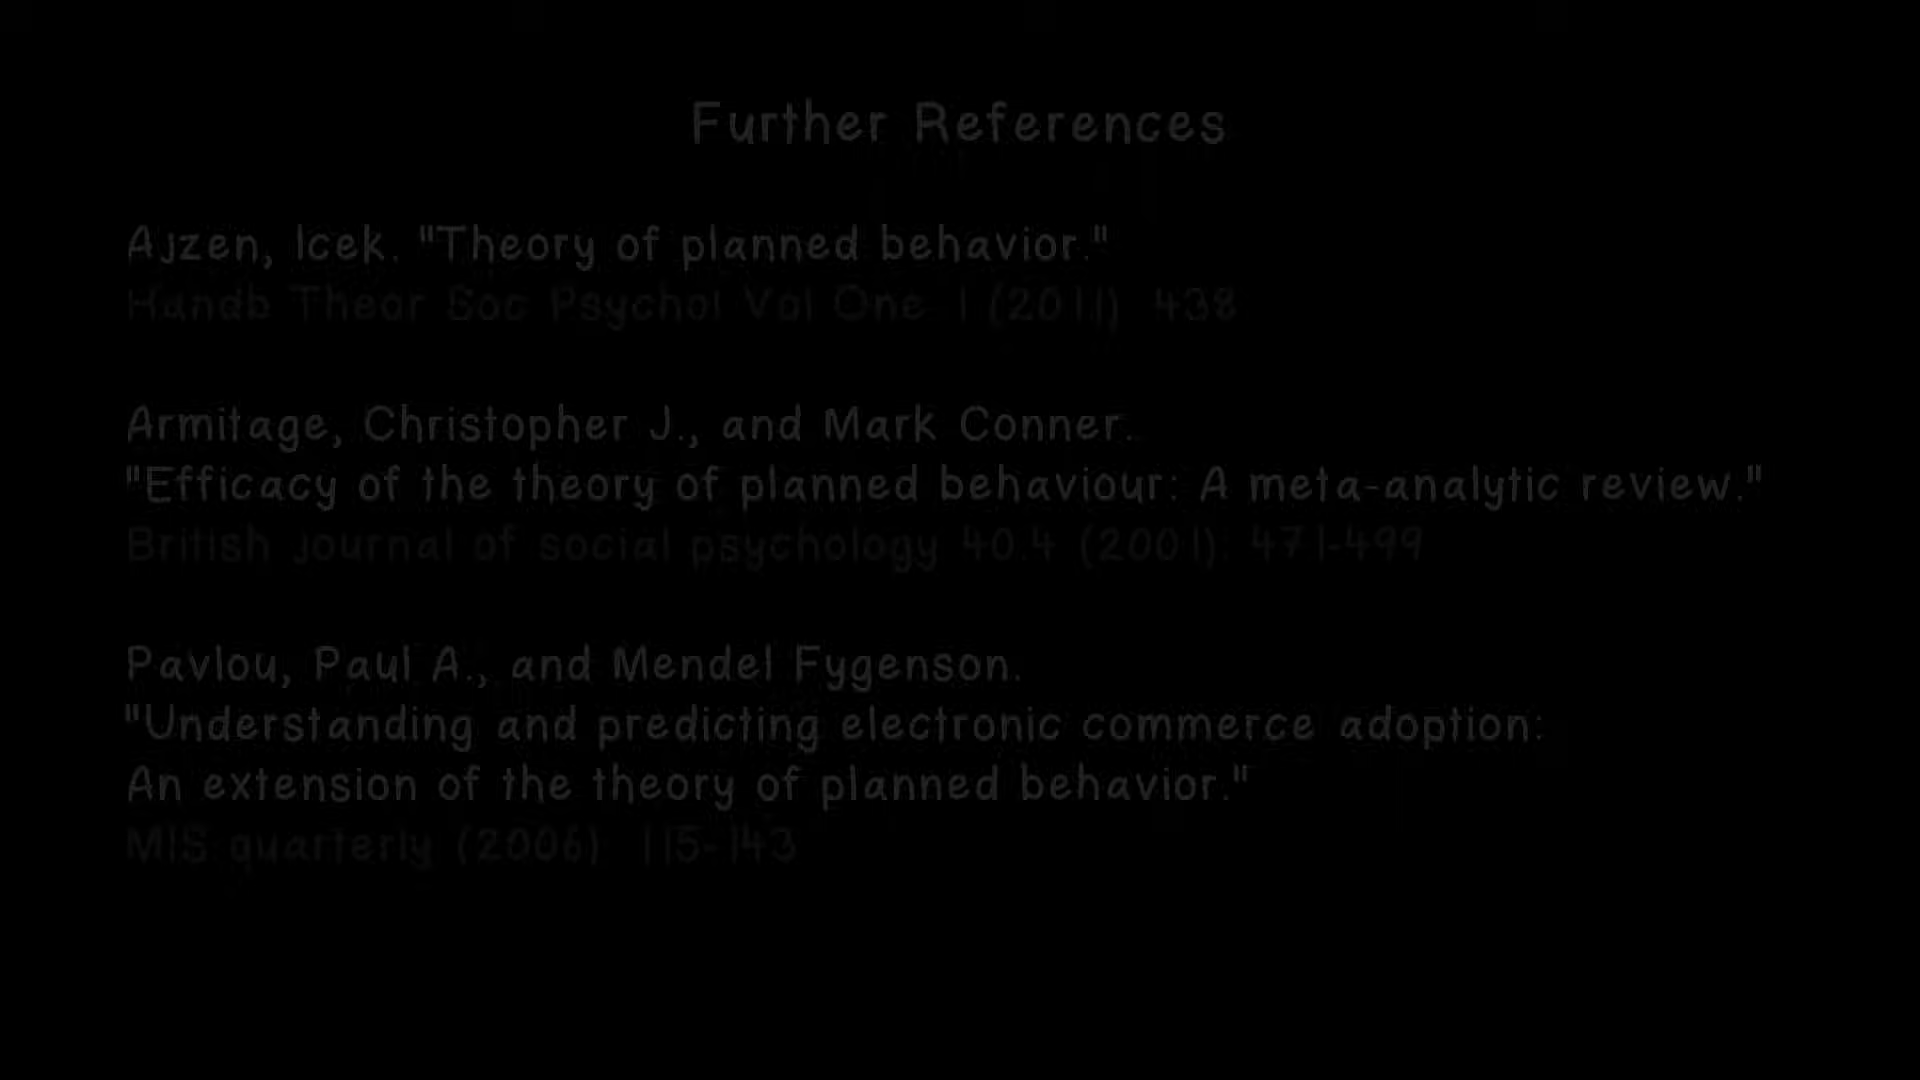 Further References
Ajzen, Icek. "Theory of planned behavior."
Handb Theor Soc Psychol Vol One 1 (2011) 438
Armitage, Christopher J., and Mark Conner.
"Efficacy of the theory of planned behaviour: A meta-analytic review."
British journal of social psychology 40.4 (2001): 471-499
Pavlou, Paul A., and Mendel Fygenson.
"Understanding and predicting electronic commerce adoption:
An extension of the theory of planned behavior."
MIS quarterly (2006) 115-143